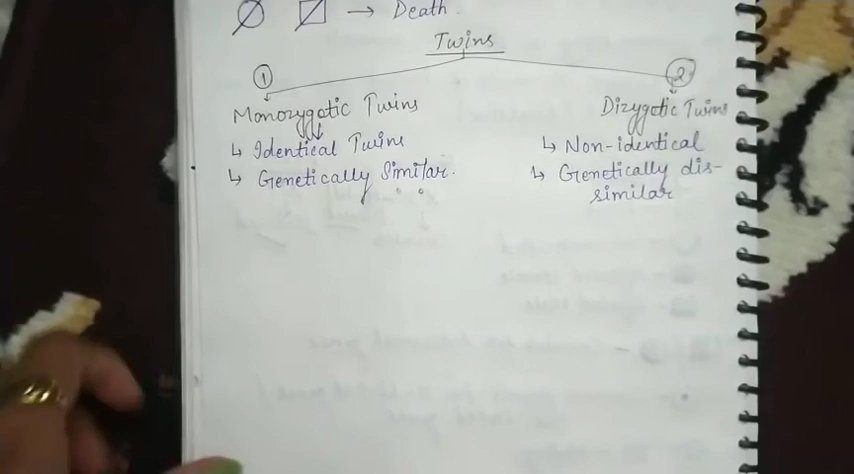 → Death.
Twins
1
2
Monozygotic Twins
Dizygotic Twins
↳ Identical Twins
↳ Non-identical
↳ Genetically Similar.
↳ Genetically dis-
similar